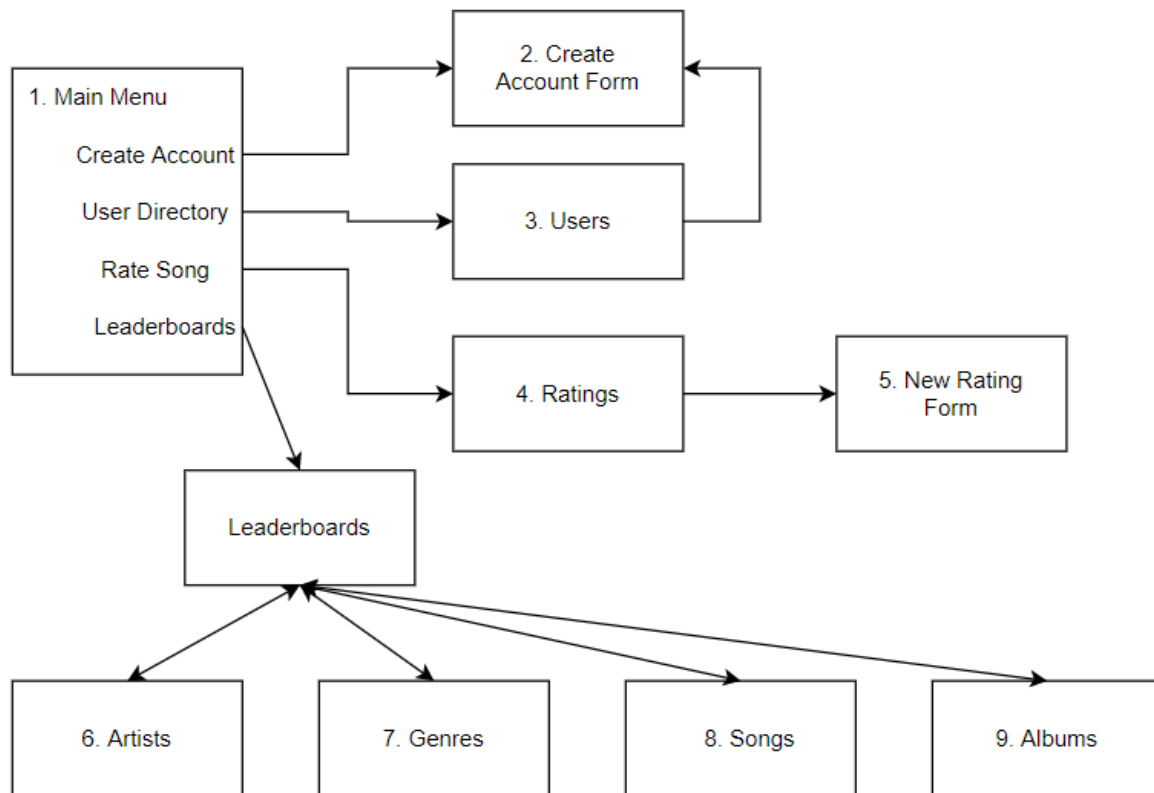 2. Create
Account Form
1. Main Menu
Create Account
User Directory
3. Users
Rate Song
Leaderboards
4. Ratings
5. New Rating
Form
Leaderboards
6. Artists
7. Genres
8. Songs
9. Albums